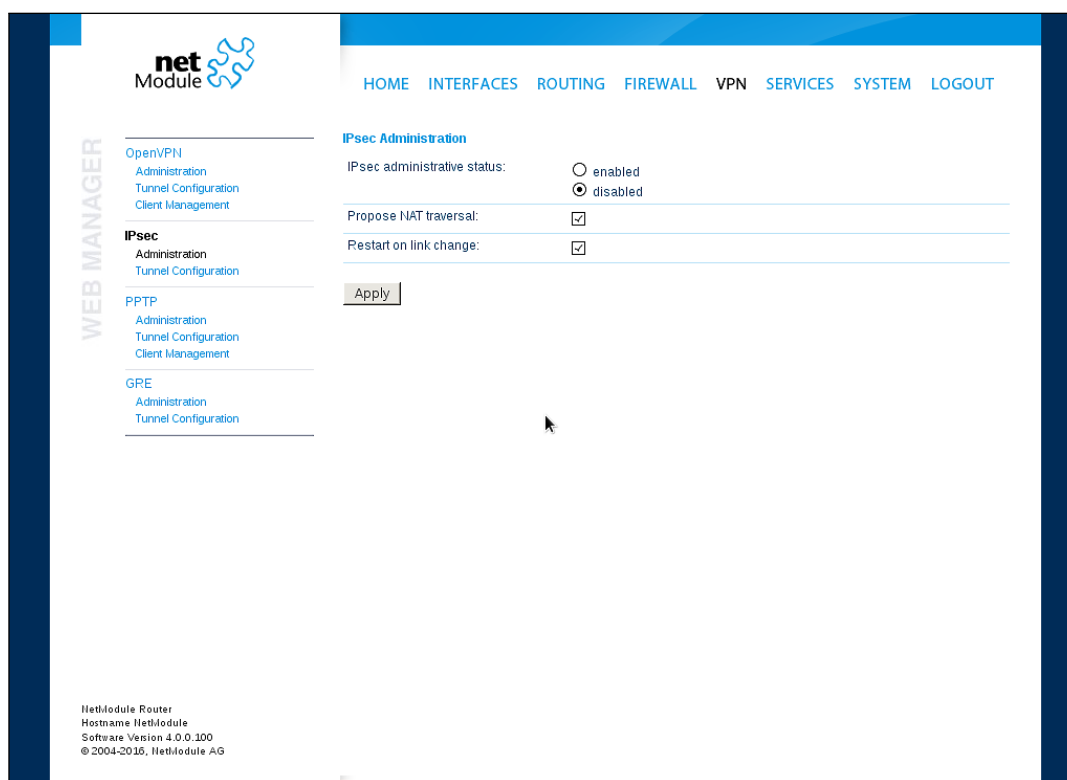 net
Module
HOME INTERFACES ROUTING FIREWALL VPN SERVICES SYSTEM LOGOUT
WEB MANAGER
OpenVPN
Administration
Tunnel Configuration
Client Management
IPsec
Administration
Tunnel Configuration
PPTP
Administration
Tunnel Configuration
Client Management
GRE
Administration
Tunnel Configuration
IPsec Administration
IPsec administrative status:
enabled
disabled
Propose NAT traversal:
Restart on link change:
Apply
NetModule Router
Hostname NetModule
Software Version 4.0.0.100
© 2004-2016, NetModule AG